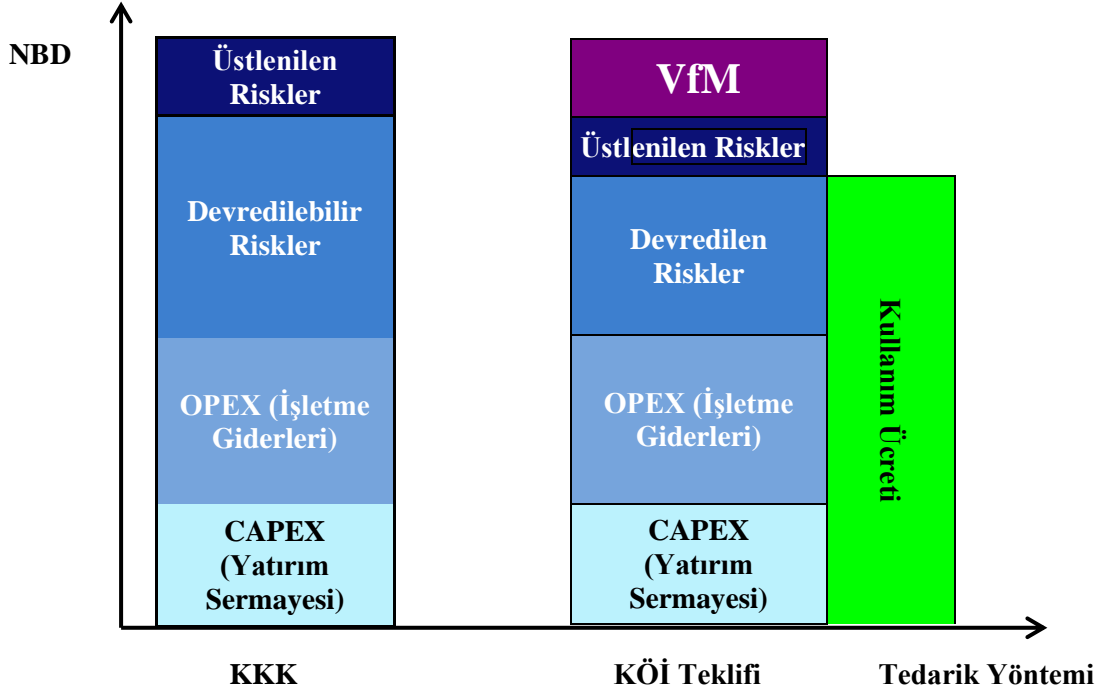 NBD
Üstlenilen
Riskler
Devredilebilir
Riskler
OPEX (İşletme
Giderleri)
CAPEX
(Yatırım
Sermayesi)
VfM
Üstlenilen Riskler
Devredilen
Riskler
OPEX (İşletme
Giderleri)
CAPEX
(Yatırım
Sermayesi)
Kullanım Ücreti
KKK
KÖİ Teklifi
Tedarik Yöntemi